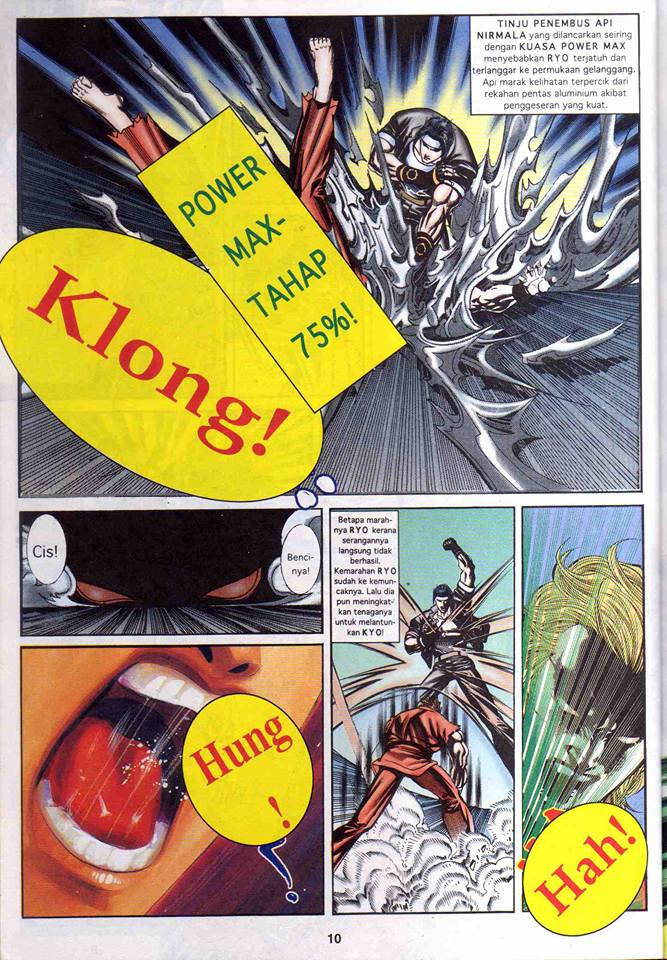 TINJU PENEMBUS API
NIRMALA yang dilancarkan seiring
dengan KUASA POWER MAX
menyebabkan RYO terjatuh dan
terlanggar ke permukaan gelanggang.
Api marak kelihatan terpercik dari
rekahan pentas aluminium akibat
penggeseran yang kuat.
POWER
MAX-
TAHAP
75%!
Klong!
Cis!
Benci-
nya!
Betapa marah-
nya RYO kerana
serangannya
langsung tidak
berhasil.
Kemarahan RYO
sudah ke kemun-
caknya. Lalu dia
pun meningkat-
kan tenaganya
untuk melantun-
kan KYO!
Hung
!
Hah!
10